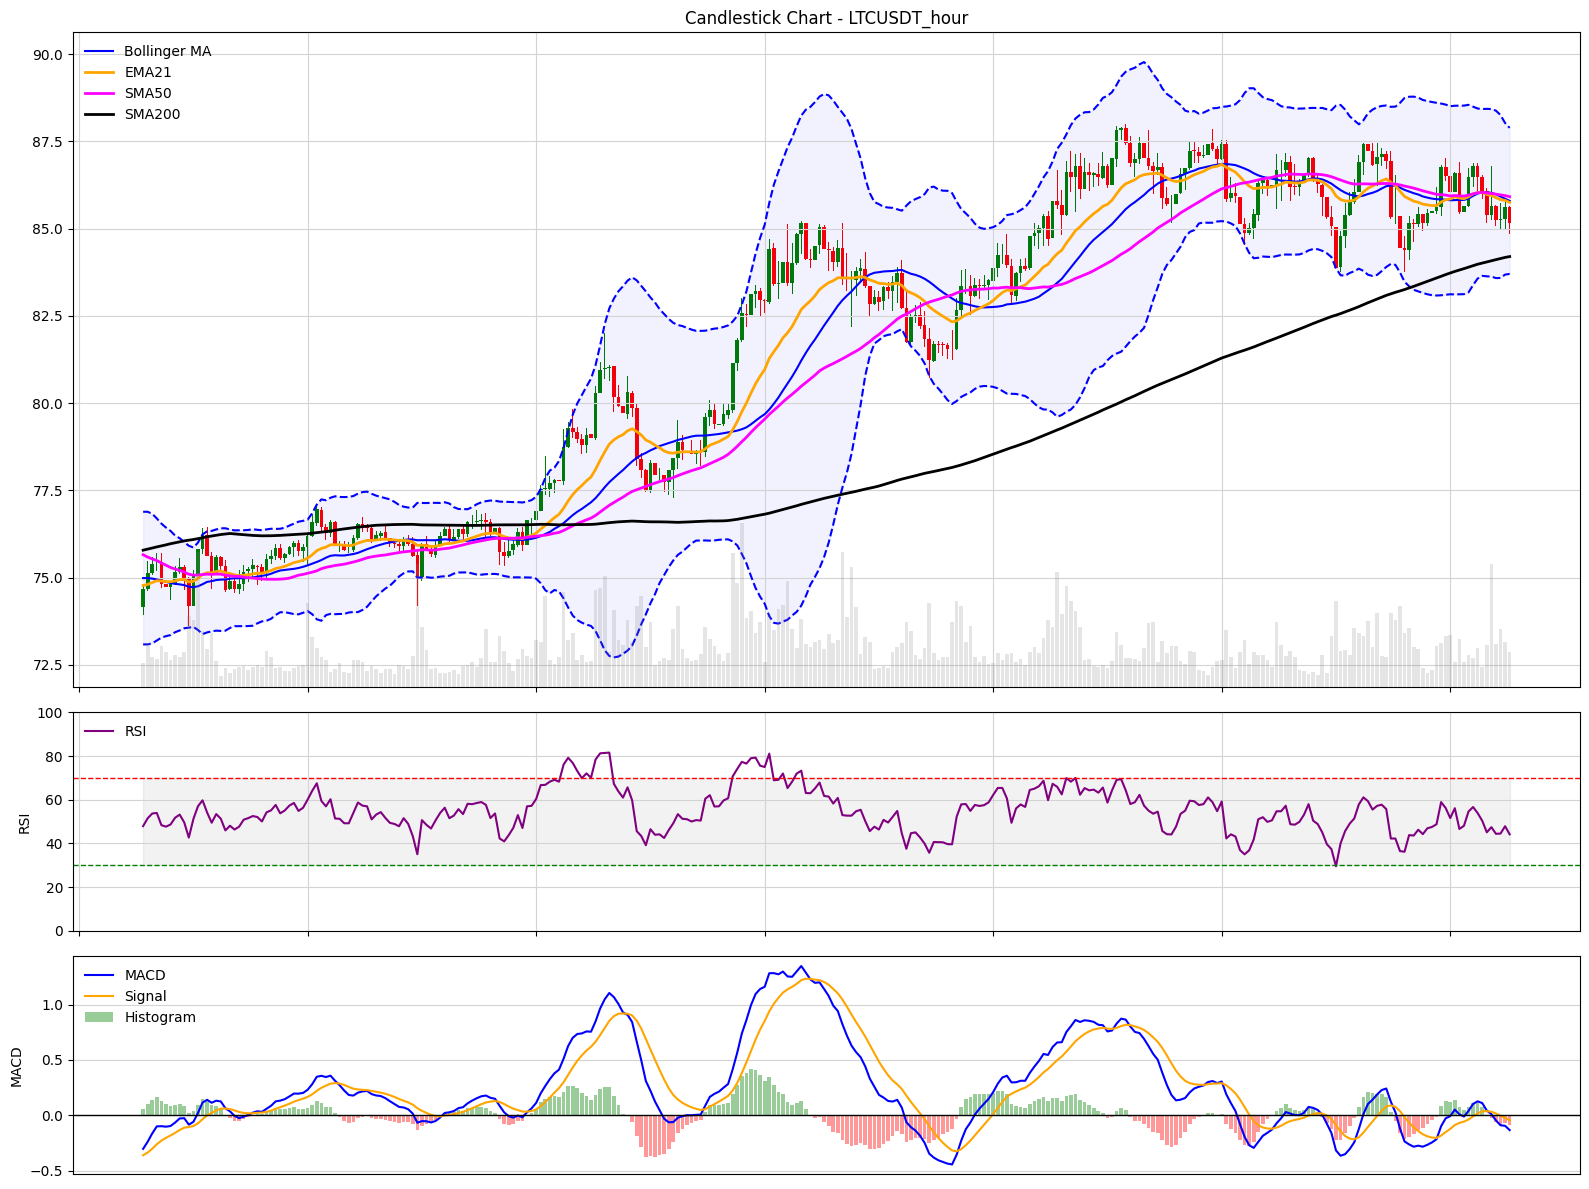 Candlestick Chart - LTCUSDT_hour
Bollinger MA
EMA21
SMA50
SMA200
90.0
87.5
85.0
82.5
80.0
77.5
75.0
72.5
RSI
100
80
60
40
20
0
RSI
MACD
Signal
Histogram
1.0
0.5
0.0
−0.5
MACD